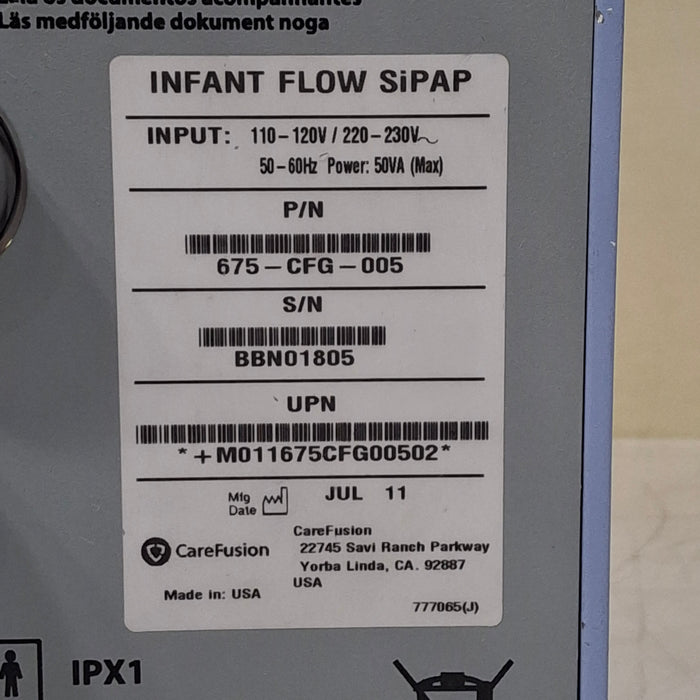 Läs medföljande dokument noga
INFANT FLOW SiPAP
INPUT: 110-120V / 220-230V~
50-60Hz Power: 50VA (Max)
P/N
675-CFG-005
S/N
BBN01805
UPN
*+M011675CFG00502*
Mfg Date JUL 11
CareFusion
CareFusion
22745 Savi Ranch Parkway
Yorba Linda, CA. 92887
USA
Made in: USA
777065(J)
IPX1